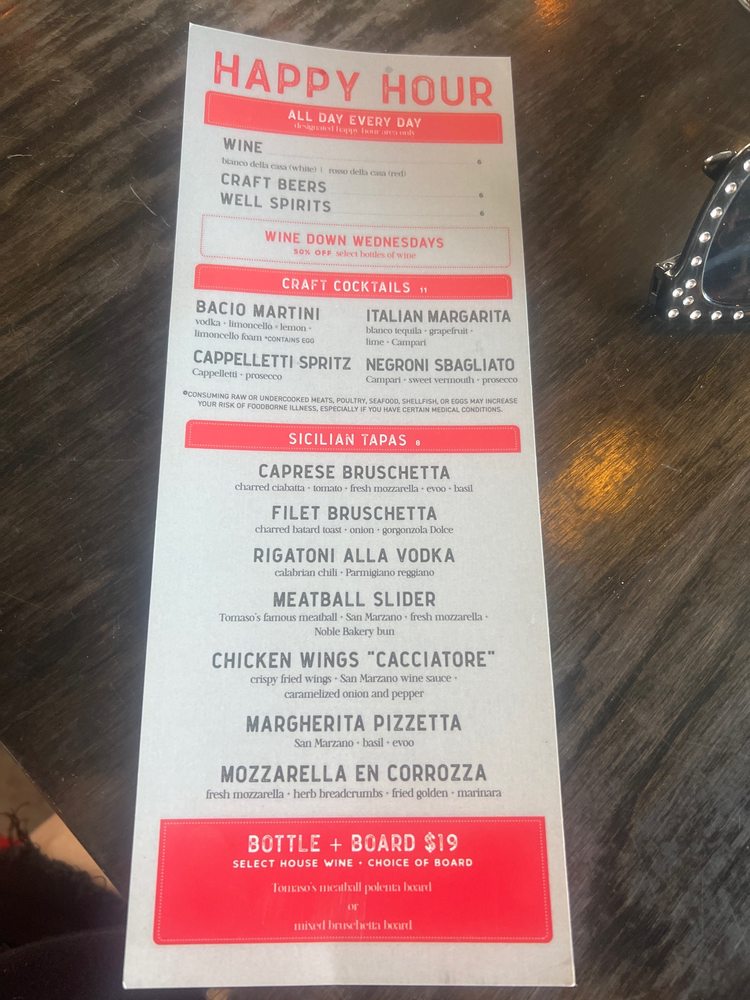 HAPPY HOUR
ALL DAY EVERY DAY
designated happy hour area only
WINE 6
bianco della casa (white) | rosso della casa (red)
CRAFT BEERS 6
WELL SPIRITS 6
WINE DOWN WEDNESDAYS
50% OFF select bottles of wine
CRAFT COCKTAILS 11
BACIO MARTINI
vodka • limoncello • lemon •
limoncello foam *CONTAINS EGG
ITALIAN MARGARITA
blanco tequila • grapefruit •
lime • Campari
CAPPELLETTI SPRITZ
Cappelletti • prosecco
NEGRONI SBAGLIATO
Campari • sweet vermouth • prosecco
*CONSUMING RAW OR UNDERCOOKED MEATS, POULTRY, SEAFOOD, SHELLFISH, OR EGGS MAY INCREASE
YOUR RISK OF FOODBORNE ILLNESS, ESPECIALLY IF YOU HAVE CERTAIN MEDICAL CONDITIONS.
SICILIAN TAPAS 8
CAPRESE BRUSCHETTA
charred ciabatta • tomato • fresh mozzarella • evoo • basil
FILET BRUSCHETTA
charred batard toast • onion • gorgonzola Dolce
RIGATONI ALLA VODKA
calabrian chili • Parmigiano reggiano
MEATBALL SLIDER
Tomaso's famous meatball • San Marzano • fresh mozzarella •
Noble Bakery bun
CHICKEN WINGS "CACCIATORE"
crispy fried wings • San Marzano wine sauce •
caramelized onion and pepper
MARGHERITA PIZZETTA
San Marzano • basil • evoo
MOZZARELLA EN CORROZZA
fresh mozzarella • herb breadcrumbs • fried golden • marinara
BOTTLE + BOARD $19
SELECT HOUSE WINE • CHOICE OF BOARD
Tomaso's meatball polenta board
or
mixed bruschetta board